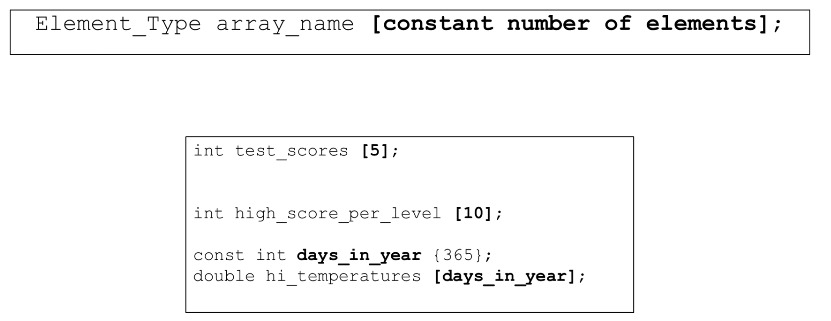 Element_Type array_name [constant number of elements];
int test_scores [5];
int high_score_per_level [10];
const int days_in_year {365};
double hi_temperatures [days_in_year];